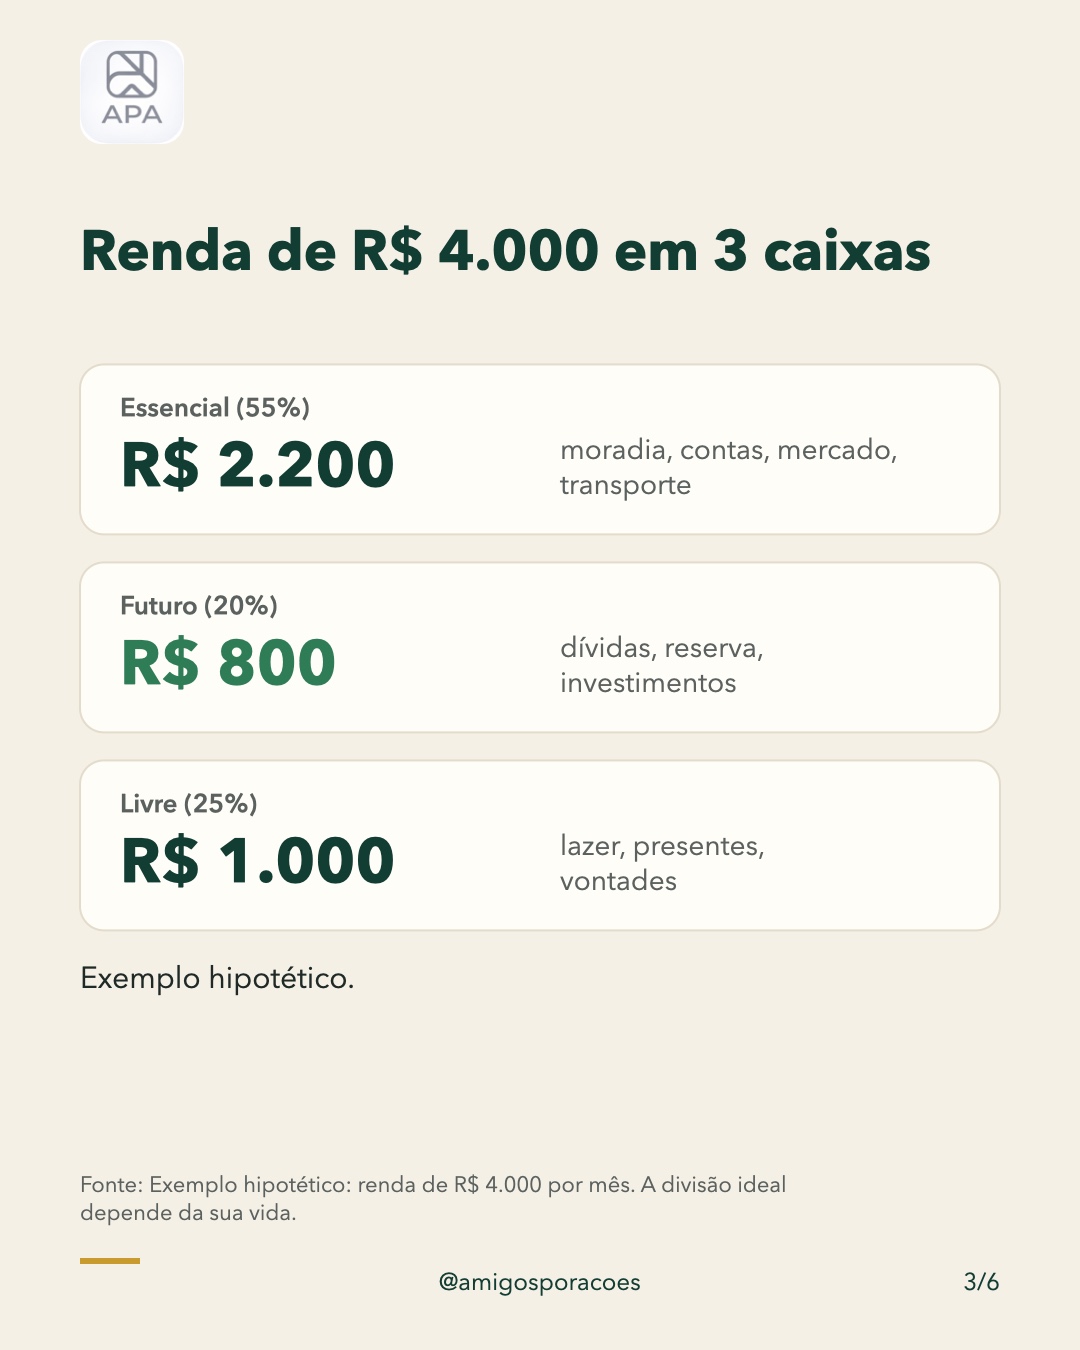 APA
Renda de R$ 4.000 em 3 caixas
Essencial (55%)
R$ 2.200
moradia, contas, mercado,
transporte
Futuro (20%)
R$ 800
dívidas, reserva,
investimentos
Livre (25%)
R$ 1.000
lazer, presentes,
vontades
Exemplo hipotético.
Fonte: Exemplo hipotético: renda de R$ 4.000 por mês. A divisão ideal
depende da sua vida.
@amigosporacoes
3/6